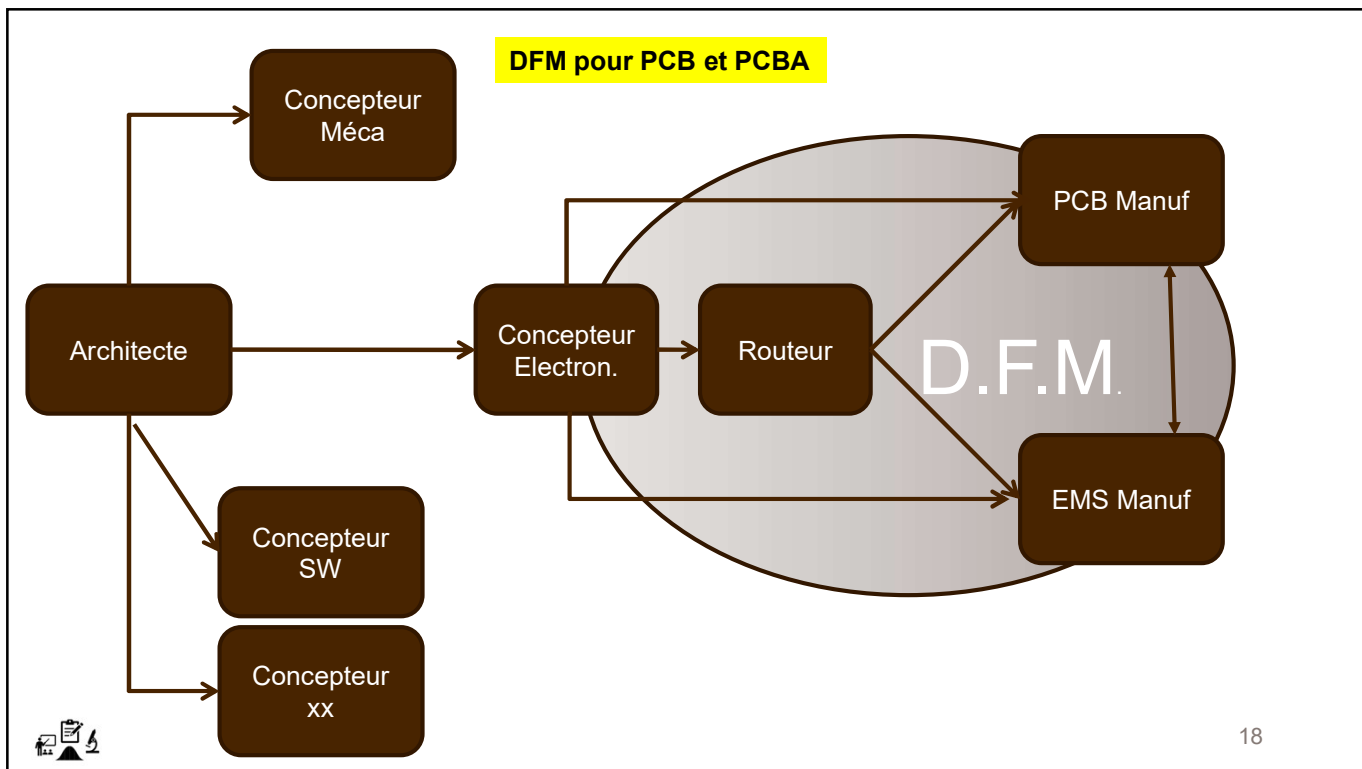 DFM pour PCB et PCBA
Concepteur
Méca
PCB Manuf
Architecte
Concepteur
Electron.
Routeur
D.F.M.
EMS Manuf
Concepteur
SW
Concepteur
xx
18